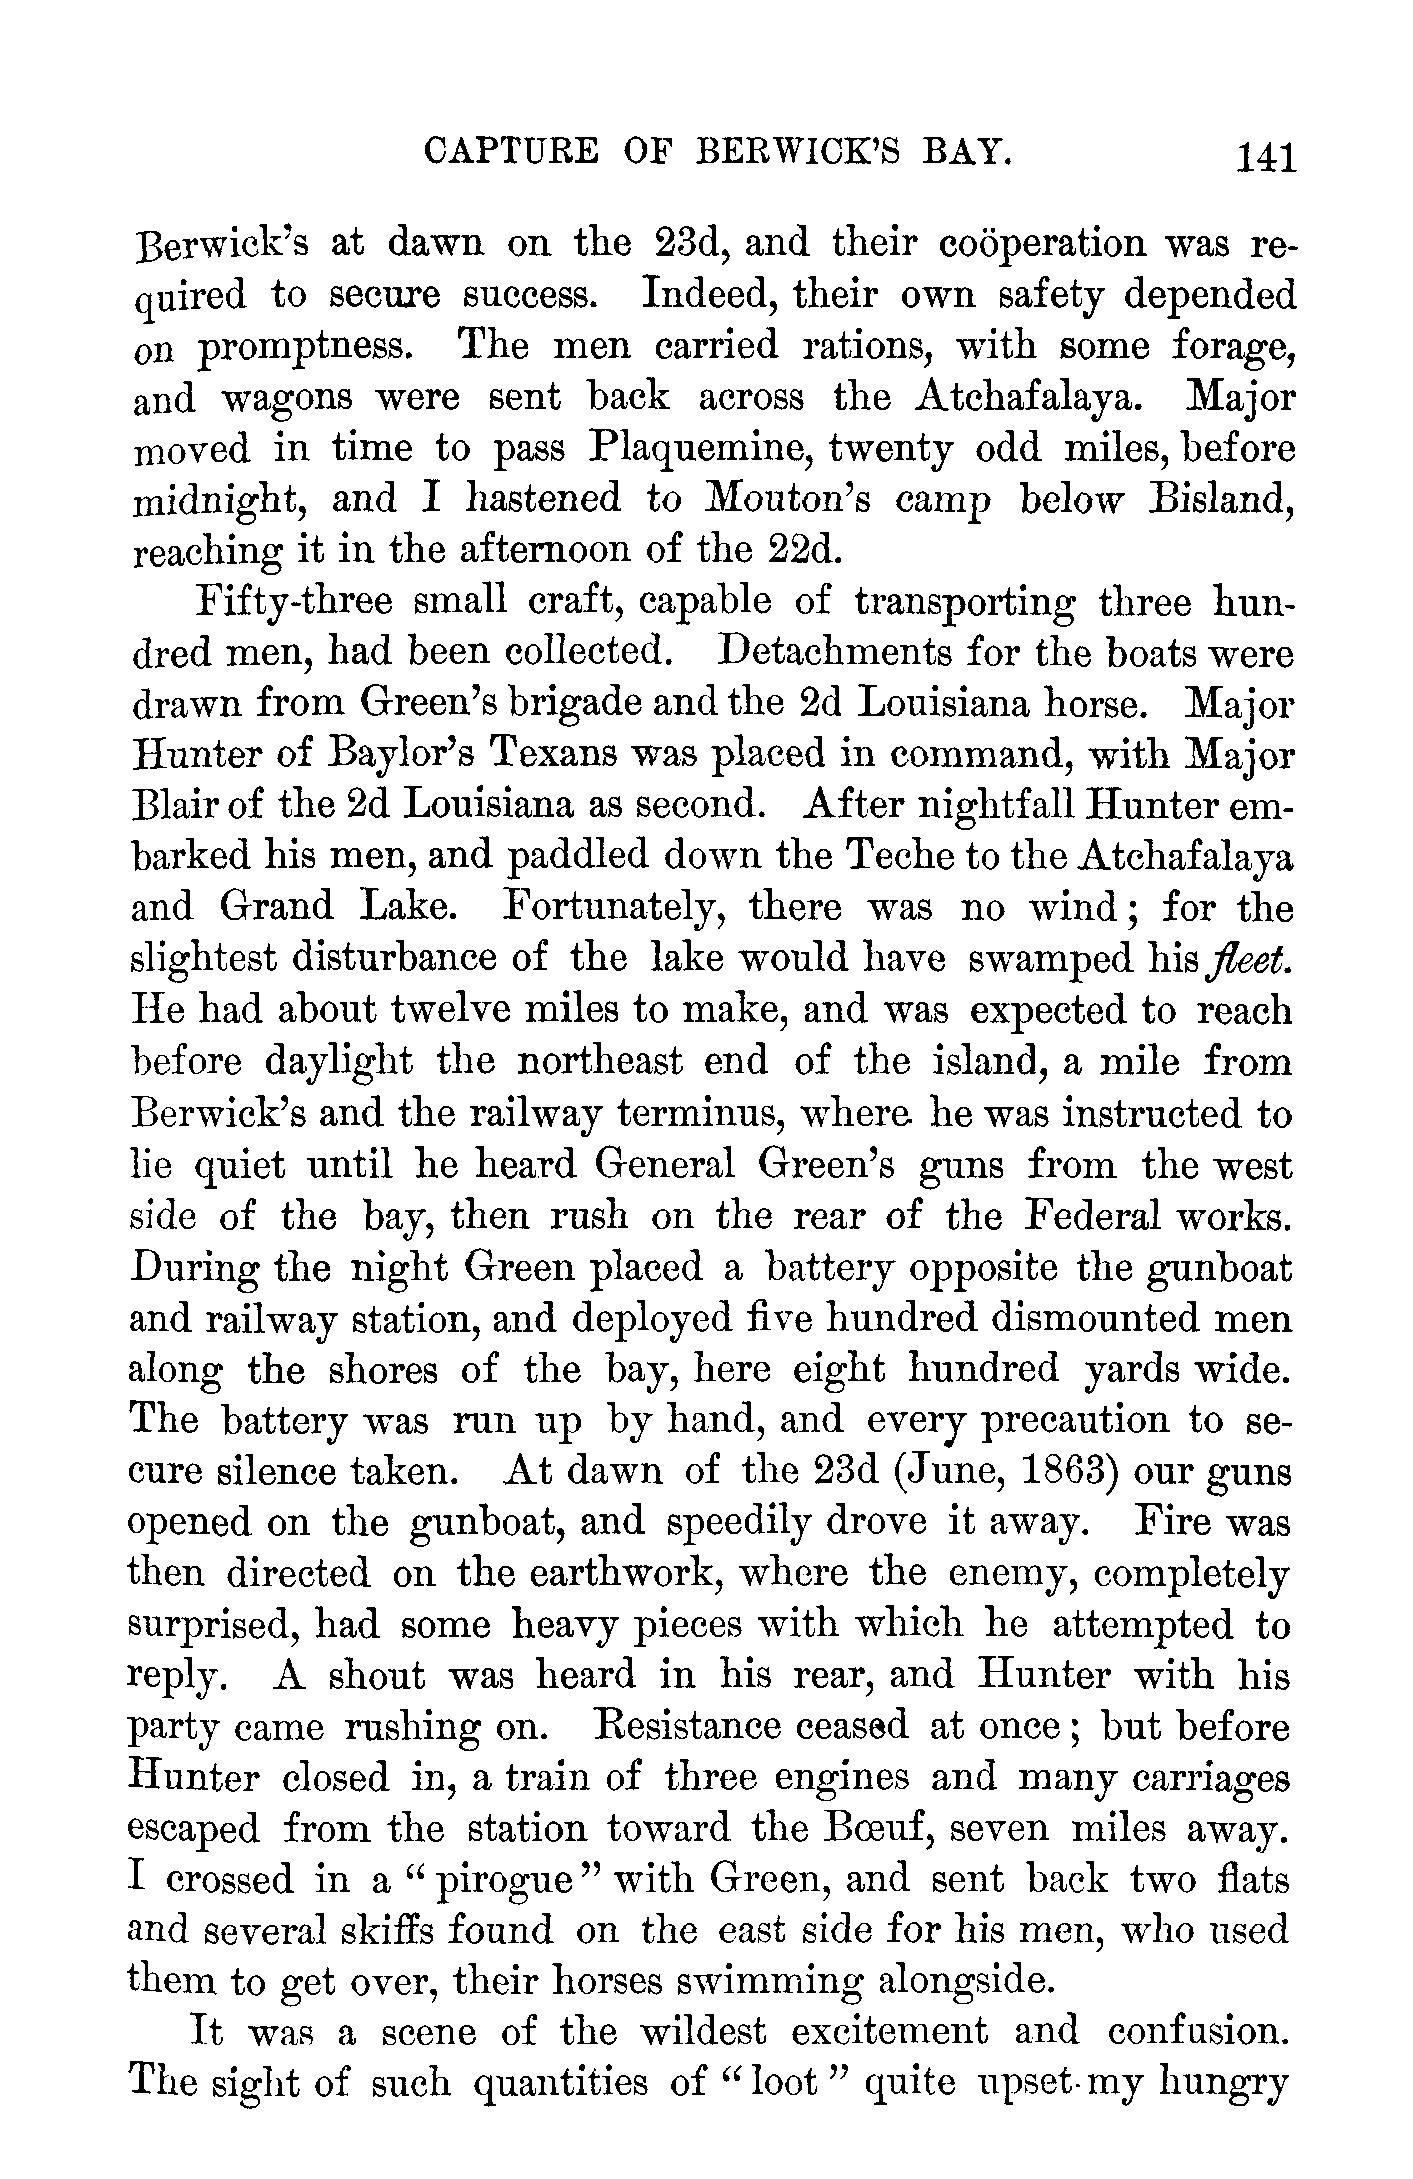 CAPTURE OF BERWICK'S BAY. 141
Berwick's at dawn on the 23d, and their coöperation was re-
quired to secure success. Indeed, their own safety depended
on promptness. The men carried rations, with some forage,
and wagons were sent back across the Atchafalaya. Major
moved in time to pass Plaquemine, twenty odd miles, before
midnight, and I hastened to Mouton's camp below Bisland,
reaching it in the afternoon of the 22d.
Fifty-three small craft, capable of transporting three hun-
dred men, had been collected. Detachments for the boats were
drawn from Green's brigade and the 2d Louisiana horse. Major
Hunter of Baylor's Texans was placed in command, with Major
Blair of the 2d Louisiana as second. After nightfall Hunter em-
barked his men, and paddled down the Teche to the Atchafalaya
and Grand Lake. Fortunately, there was no wind; for the
slightest disturbance of the lake would have swamped his fleet.
He had about twelve miles to make, and was expected to reach
before daylight the northeast end of the island, a mile from
Berwick's and the railway terminus, where he was instructed to
lie quiet until he heard General Green's guns from the west
side of the bay, then rush on the rear of the Federal works.
During the night Green placed a battery opposite the gunboat
and railway station, and deployed five hundred dismounted men
along the shores of the bay, here eight hundred yards wide.
The battery was run up by hand, and every precaution to se-
cure silence taken. At dawn of the 23d (June, 1863) our guns
opened on the gunboat, and speedily drove it away. Fire was
then directed on the earthwork, where the enemy, completely
surprised, had some heavy pieces with which he attempted to
reply. A shout was heard in his rear, and Hunter with his
party came rushing on. Resistance ceased at once; but before
Hunter closed in, a train of three engines and many carriages
escaped from the station toward the Bœuf, seven miles away.
I crossed in a "pirogue" with Green, and sent back two flats
and several skiffs found on the east side for his men, who used
them to get over, their horses swimming alongside.
It was a scene of the wildest excitement and confusion.
The sight of such quantities of "loot" quite upset my hungry